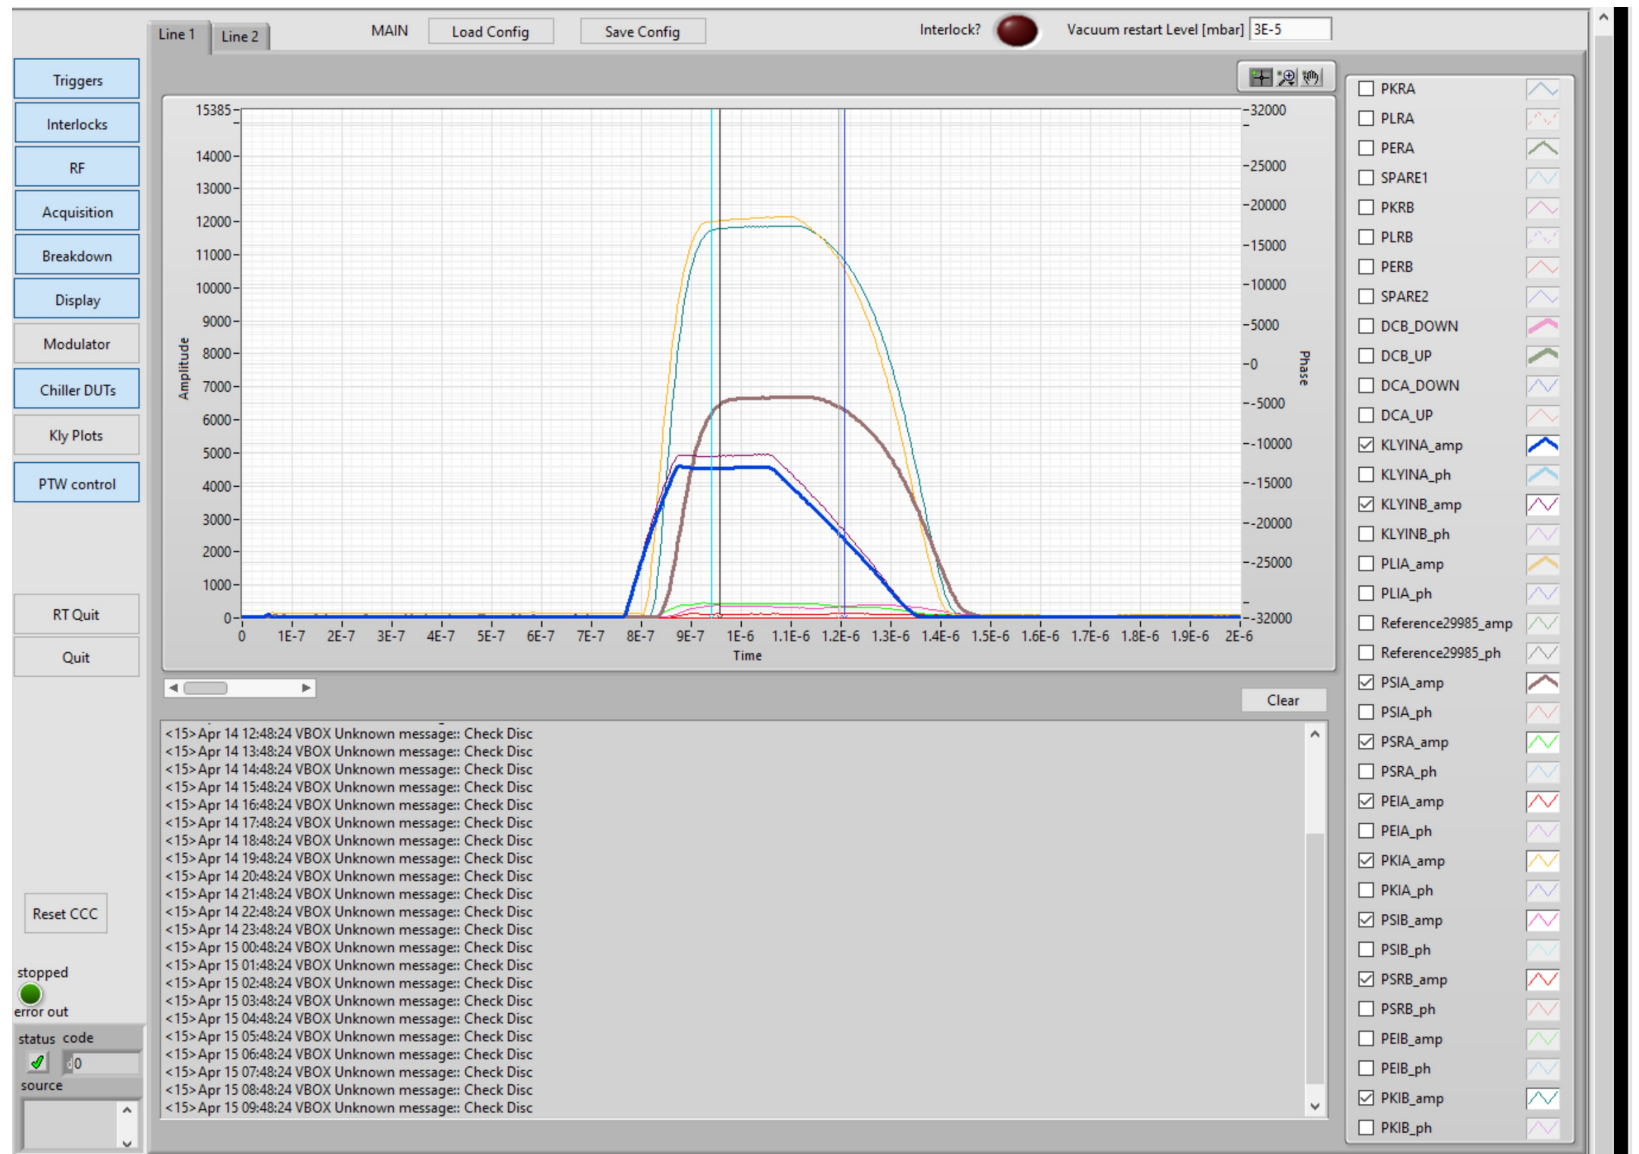 Line 1
Line 2
MAIN
Load Config
Save Config
Interlock?
Vacuum restart Level [mbar] 3E-5
Triggers
Interlocks
RF
Acquisition
Breakdown
Display
Modulator
Chiller DUTs
Kly Plots
PTW control
RT Quit
Quit
Reset CCC
stopped
error out
status code
0
source
Amplitude
15385
14000
13000
12000
11000
10000
9000
8000
7000
6000
5000
4000
3000
2000
1000
0
0 1E-7 2E-7 3E-7 4E-7 5E-7 6E-7 7E-7 8E-7 9E-7 1E-6 1.1E-6 1.2E-6 1.3E-6 1.4E-6 1.5E-6 1.6E-6 1.7E-6 1.8E-6 1.9E-6 2E-6
Time
32000
25000
20000
15000
10000
5000
0
-5000
-10000
-15000
-20000
-25000
-32000
Phase
Clear
<15>Apr 14 12:48:24 VBOX Unknown message:: Check Disc
<15>Apr 14 13:48:24 VBOX Unknown message:: Check Disc
<15>Apr 14 14:48:24 VBOX Unknown message:: Check Disc
<15>Apr 14 15:48:24 VBOX Unknown message:: Check Disc
<15>Apr 14 16:48:24 VBOX Unknown message:: Check Disc
<15>Apr 14 17:48:24 VBOX Unknown message:: Check Disc
<15>Apr 14 18:48:24 VBOX Unknown message:: Check Disc
<15>Apr 14 19:48:24 VBOX Unknown message:: Check Disc
<15>Apr 14 20:48:24 VBOX Unknown message:: Check Disc
<15>Apr 14 21:48:24 VBOX Unknown message:: Check Disc
<15>Apr 14 22:48:24 VBOX Unknown message:: Check Disc
<15>Apr 14 23:48:24 VBOX Unknown message:: Check Disc
<15>Apr 15 00:48:24 VBOX Unknown message:: Check Disc
<15>Apr 15 01:48:24 VBOX Unknown message:: Check Disc
<15>Apr 15 02:48:24 VBOX Unknown message:: Check Disc
<15>Apr 15 03:48:24 VBOX Unknown message:: Check Disc
<15>Apr 15 04:48:24 VBOX Unknown message:: Check Disc
<15>Apr 15 05:48:24 VBOX Unknown message:: Check Disc
<15>Apr 15 06:48:24 VBOX Unknown message:: Check Disc
<15>Apr 15 07:48:24 VBOX Unknown message:: Check Disc
<15>Apr 15 08:48:24 VBOX Unknown message:: Check Disc
<15>Apr 15 09:48:24 VBOX Unknown message:: Check Disc
PKRA
PLRA
PERA
SPARE1
PKRB
PLRB
PERB
SPARE2
DCB_DOWN
DCB_UP
DCA_DOWN
DCA_UP
KLYINA_amp
KLYINA_ph
KLYINB_amp
KLYINB_ph
PLIA_amp
PLIA_ph
Reference29985_amp
Reference29985_ph
PSIA_amp
PSIA_ph
PSRA_amp
PSRA_ph
PEIA_amp
PEIA_ph
PKIA_amp
PKIA_ph
PSIB_amp
PSIB_ph
PSRB_amp
PSRB_ph
PEIB_amp
PEIB_ph
PKIB_amp
PKIB_ph